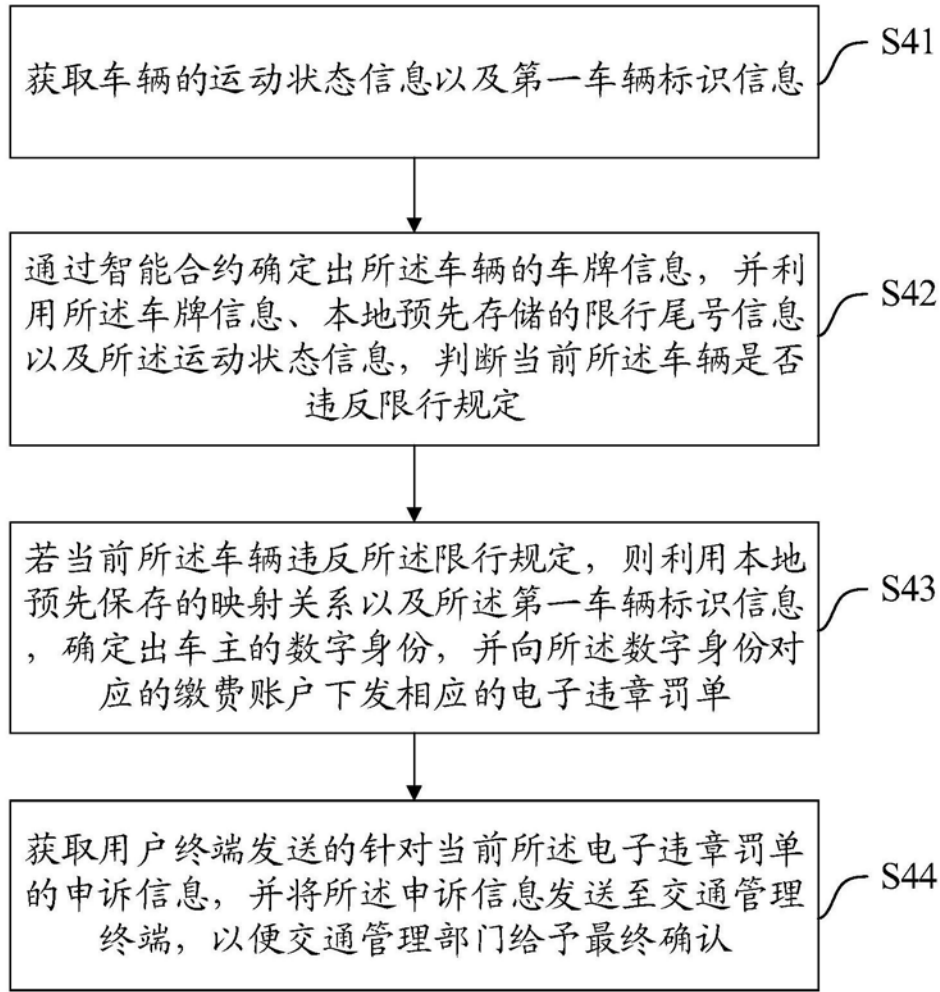 获取车辆的运动状态信息以及第一车辆标识信息
S41
通过智能合约确定出所述车辆的车牌信息，并利
用所述车牌信息、本地预先存储的限行尾号信息
以及所述运动状态信息，判断当前所述车辆是否
违反限行规定
S42
若当前所述车辆违反所述限行规定，则利用本地
预先保存的映射关系以及所述第一车辆标识信息
，确定出车主的数字身份，并向所述数字身份对
应的缴费账户下发相应的电子违章罚单
S43
获取用户终端发送的针对当前所述电子违章罚单
的申诉信息，并将所述申诉信息发送至交通管理
终端，以便交通管理部门给予最终确认
S44